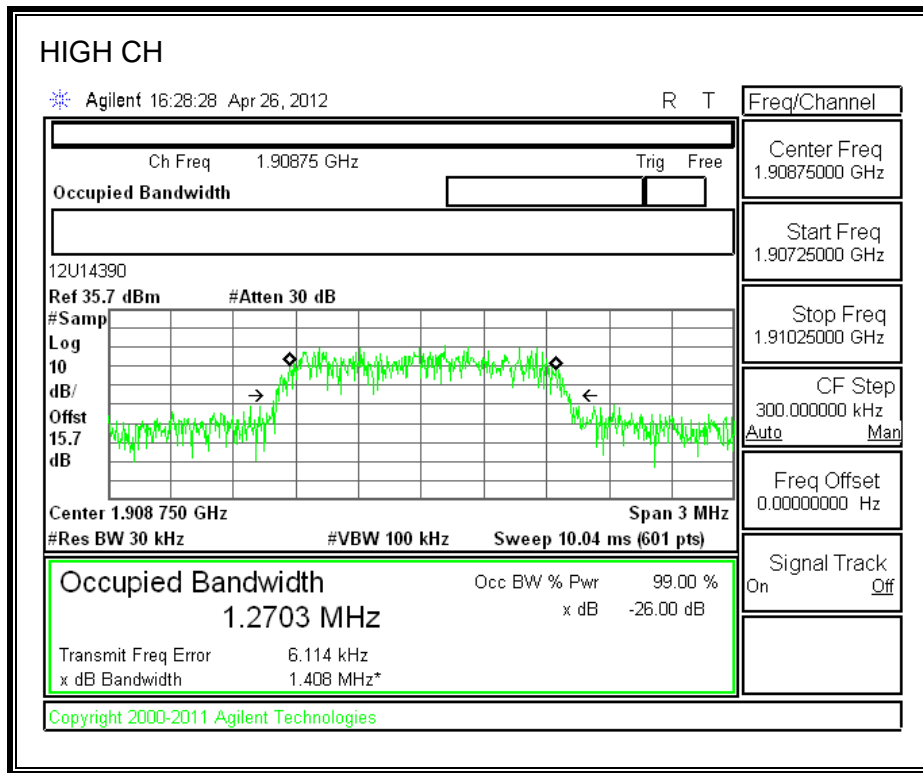 HIGH CH
Agilent 16:28:28 Apr 26, 2012 R T
Freq/Channel
Ch Freq 1.90875 GHz Trig Free
Occupied Bandwidth
Center Freq
1.90875000 GHz
Start Freq
1.90725000 GHz
12U14390
Ref 35.7 dBm #Atten 30 dB
#Samp
Log
10
dB/
Offst
15.7
dB
Stop Freq
1.91025000 GHz
CF Step
300.000000 kHz
Auto Man
Freq Offset
0.00000000 Hz
Center 1.908 750 GHz Span 3 MHz
#Res BW 30 kHz #VBW 100 kHz Sweep 10.04 ms (601 pts)
Signal Track
On Off
Occupied Bandwidth Occ BW % Pwr 99.00 %
1.2703 MHz x dB -26.00 dB
Transmit Freq Error 6.114 kHz
x dB Bandwidth 1.408 MHz*
Copyright 2000-2011 Agilent Technologies